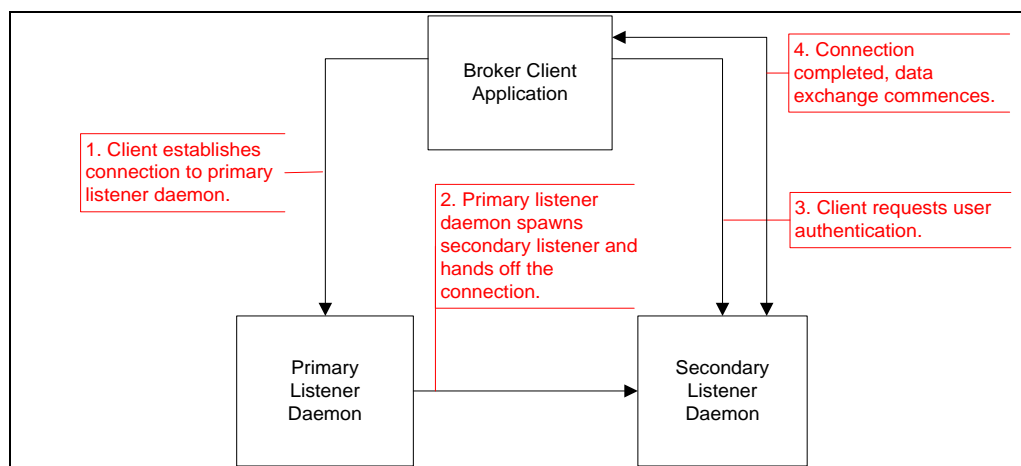 Broker Client
Application
4. Connection
completed, data
exchange commences.
1. Client establishes
connection to primary
listener daemon.
2. Primary listener
daemon spawns
secondary listener and
hands off the
connection.
3. Client requests user
authentication.
Primary
Listener
Daemon
Secondary
Listener
Daemon